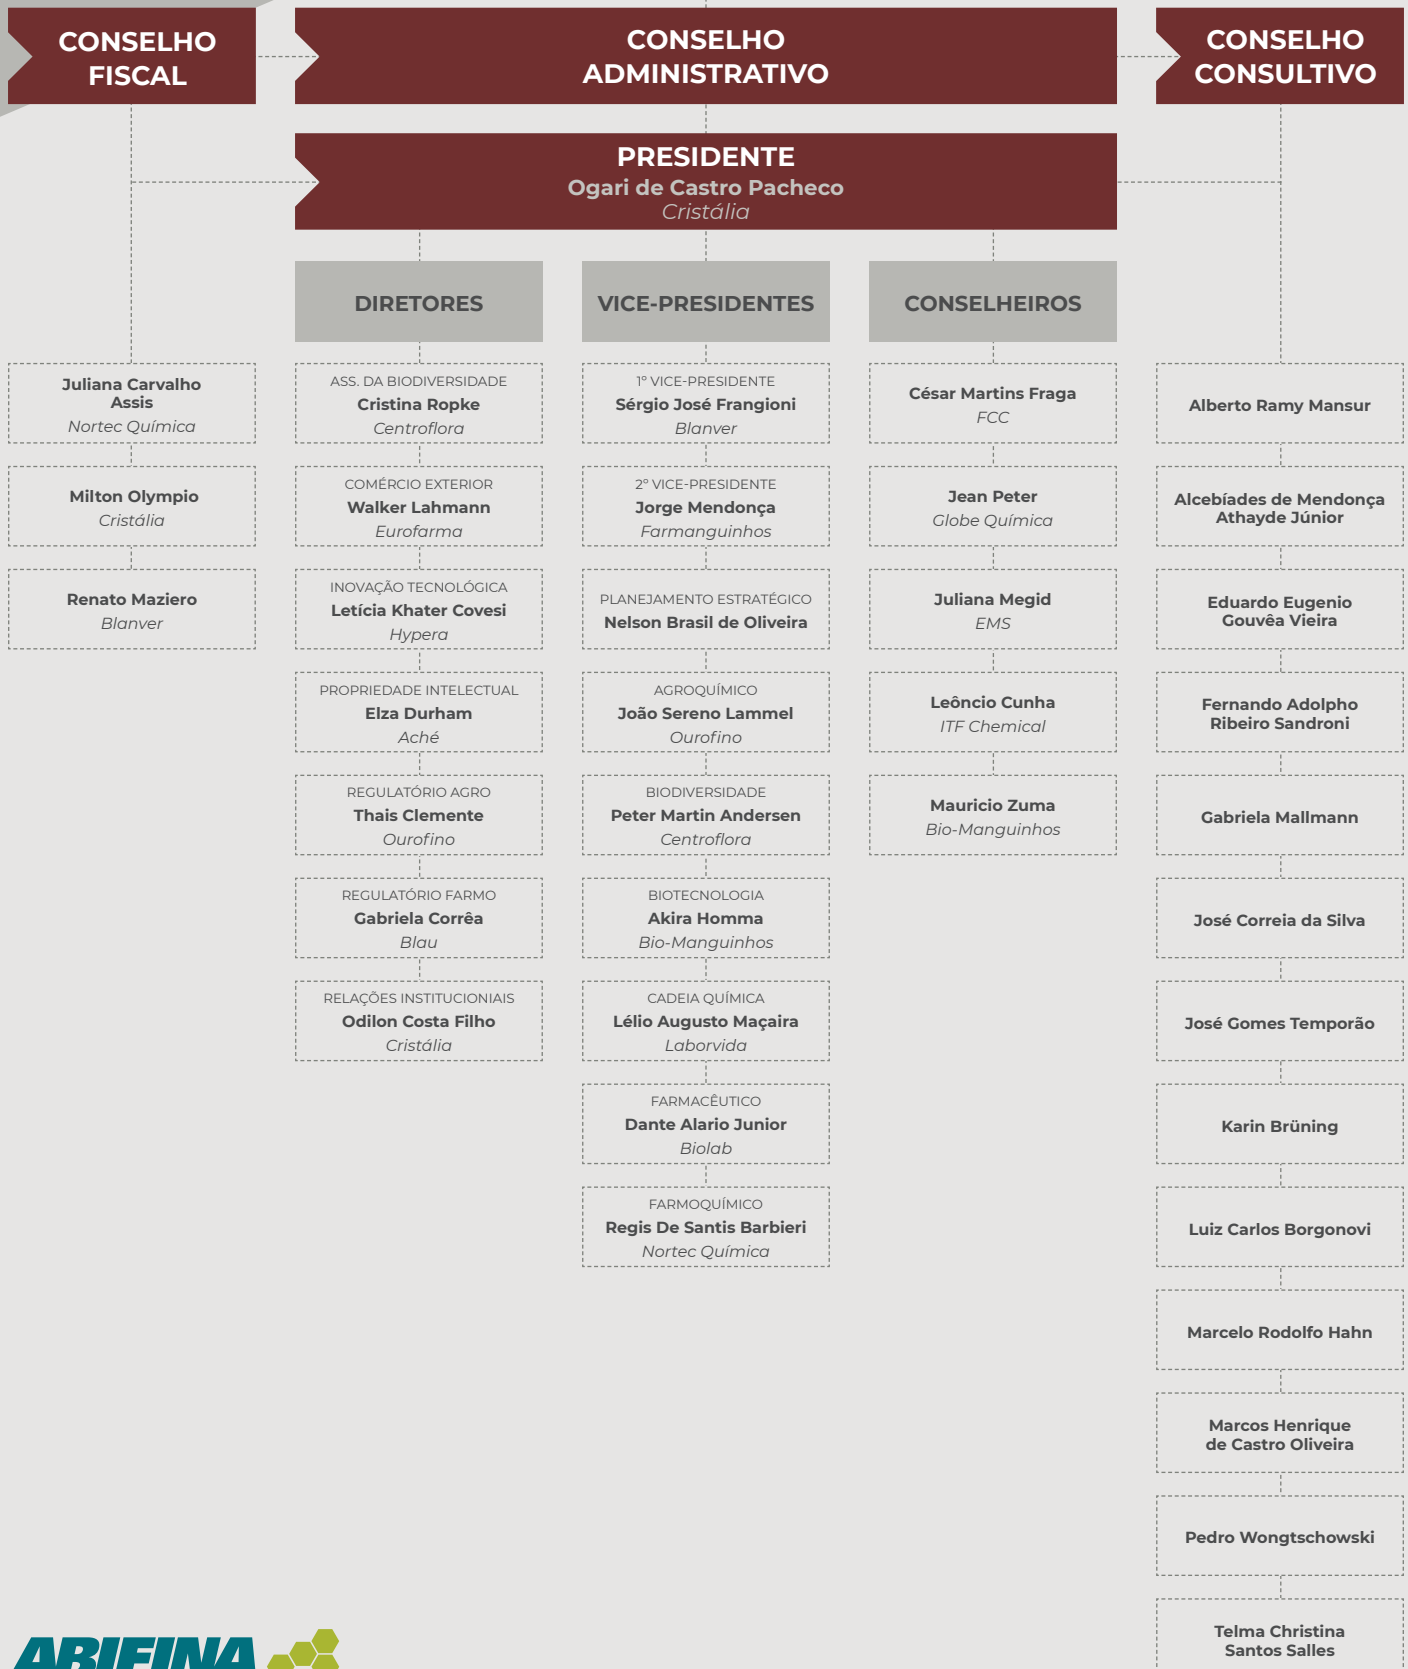 CONSELHO
FISCAL
CONSELHO
ADMINISTRATIVO
CONSELHO
CONSULTIVO
PRESIDENTE
Ogari de Castro Pacheco
Cristália
DIRETORES
VICE-PRESIDENTES
CONSELHEIROS
Juliana Carvalho
Assis
Nortec Química
Milton Olympio
Cristália
Renato Maziero
Blanver
ASS. DA BIODIVERSIDADE
Cristina Ropke
Centroflora
COMÉRCIO EXTERIOR
Walker Lahmann
Eurofarma
INOVAÇÃO TECNOLÓGICA
Letícia Khater Covesi
Hypera
PROPRIEDADE INTELECTUAL
Elza Durham
Aché
REGULATÓRIO AGRO
Thais Clemente
Ourofino
REGULATÓRIO FARMO
Gabriela Corrêa
Blau
RELAÇÕES INSTITUCIONAIS
Odilon Costa Filho
Cristália
1º VICE-PRESIDENTE
Sérgio José Frangioni
Blanver
2º VICE-PRESIDENTE
Jorge Mendonça
Farmanguinhos
PLANEJAMENTO ESTRATÉGICO
Nelson Brasil de Oliveira
AGROQUÍMICO
João Sereno Lammel
Ourofino
BIODIVERSIDADE
Peter Martin Andersen
Centroflora
BIOTECNOLOGIA
Akira Homma
Bio-Manguinhos
CADEIA QUÍMICA
Lélio Augusto Maçaira
Laborvida
FARMACÊUTICO
Dante Alario Junior
Biolab
FARMOQUÍMICO
Regis De Santis Barbieri
Nortec Química
César Martins Fraga
FCC
Jean Peter
Globe Química
Juliana Megid
EMS
Leôncio Cunha
ITF Chemical
Mauricio Zuma
Bio-Manguinhos
Alberto Ramy Mansur
Alcebíades de Mendonça
Athayde Júnior
Eduardo Eugenio
Gouvêa Vieira
Fernando Adolpho
Ribeiro Sandroni
Gabriela Mallmann
José Correia da Silva
José Gomes Temporão
Karin Brüning
Luiz Carlos Borgonovi
Marcelo Rodolfo Hahn
Marcos Henrique
de Castro Oliveira
Pedro Wongtschowski
Telma Christina
Santos Salles
ABIFINA